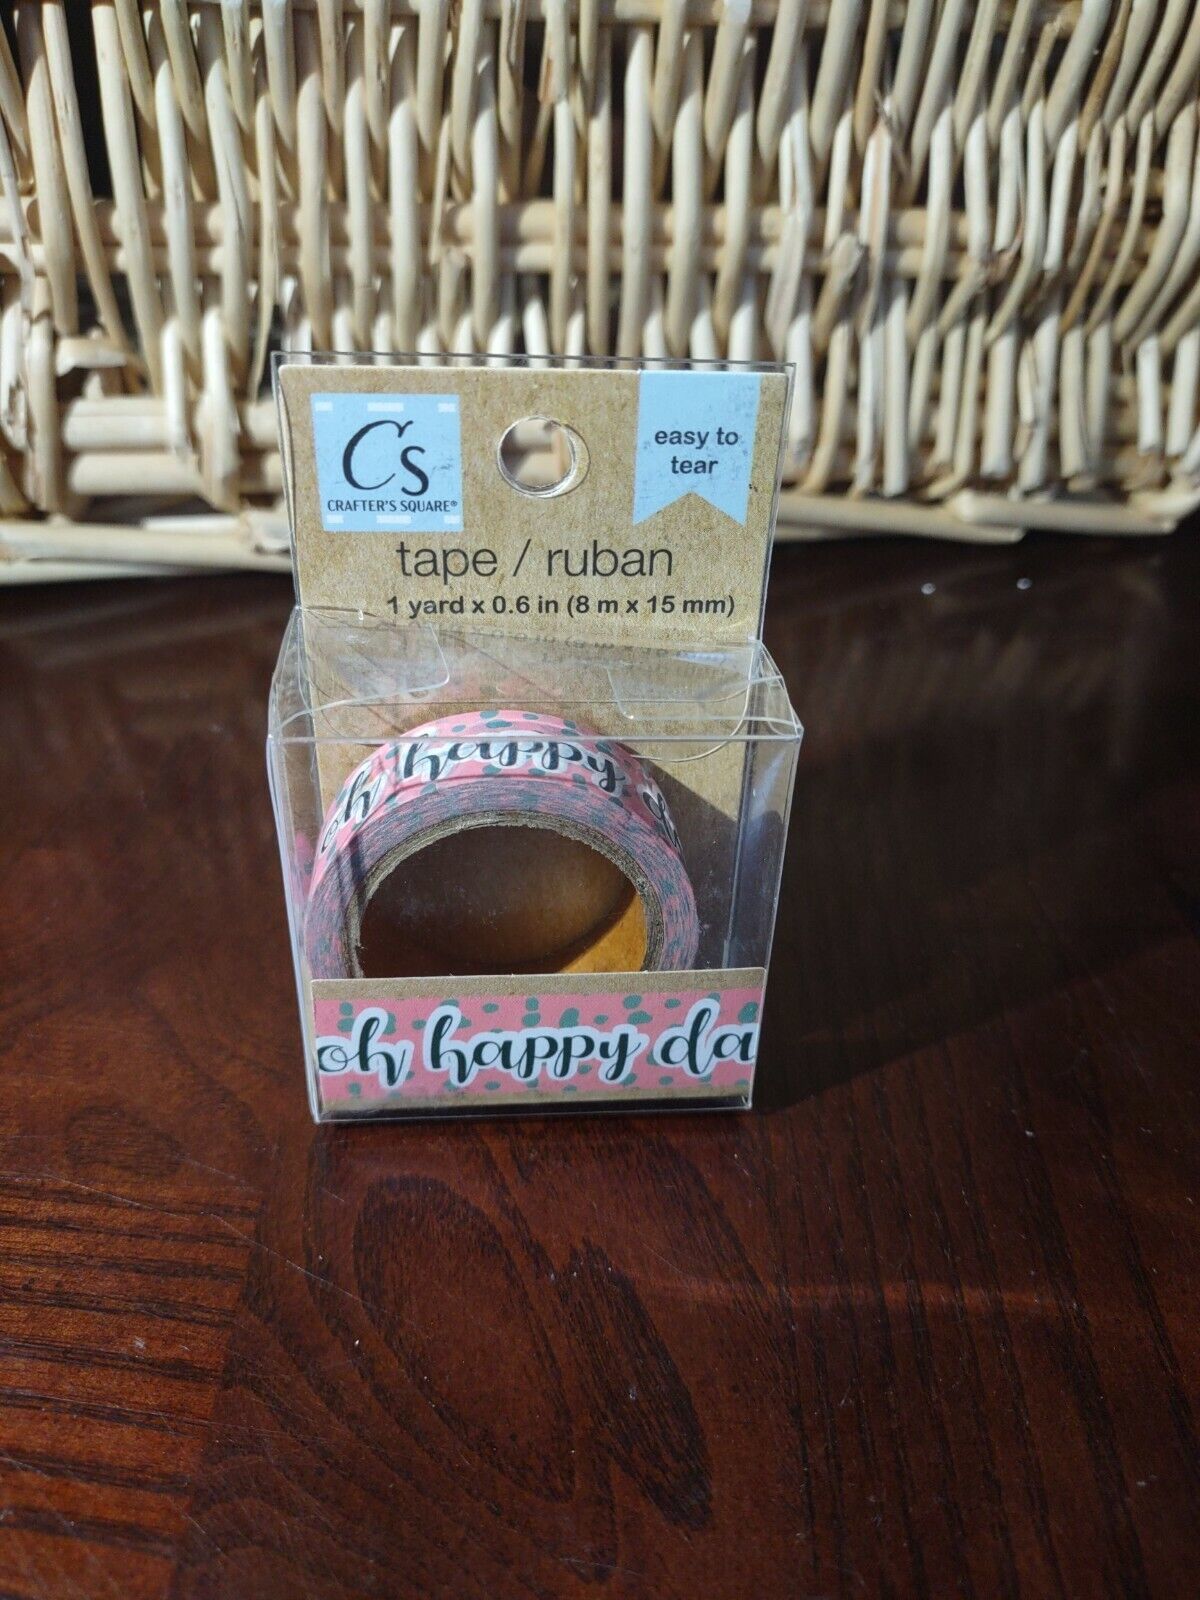 Cs
CRAFTER'S SQUARE®
easy to
tear
tape / ruban
1 yard x 0.6 in (8 m x 15 mm)
oh happy
oh happy da